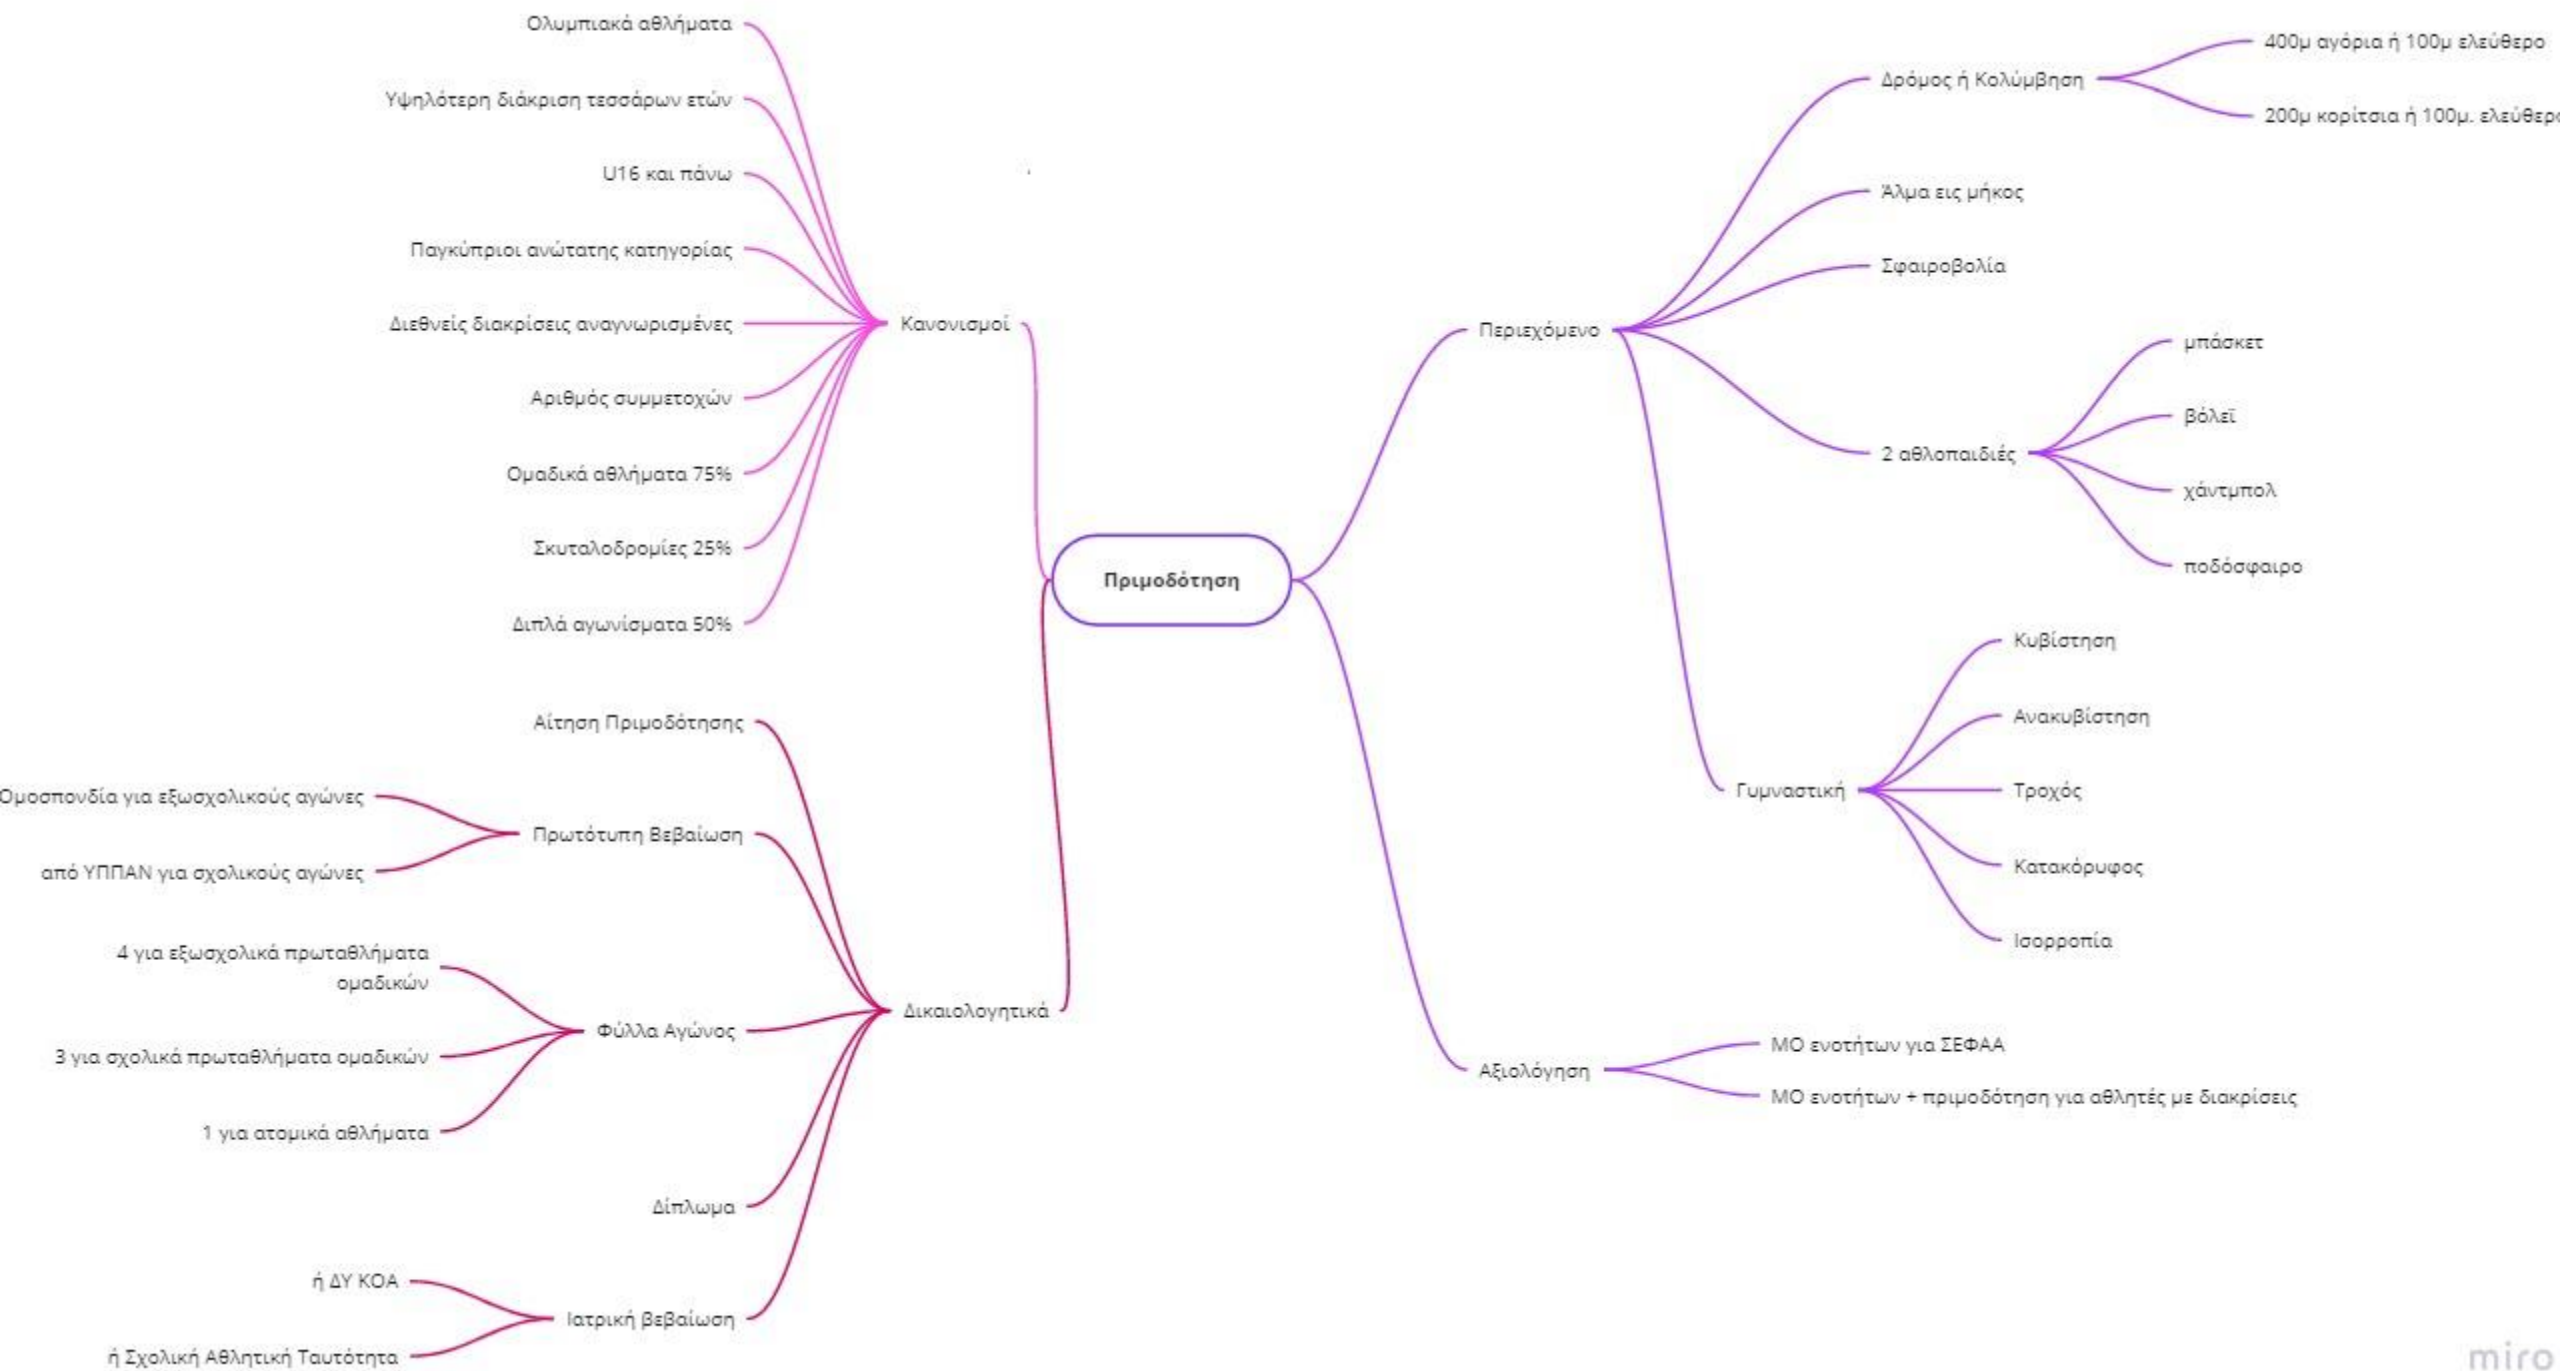 Πριμοδότηση
Κανονισμοί
Ολυμπιακά αθλήματα
Υψηλότερη διάκριση τεσσάρων ετών
U16 και πάνω
Παγκύπριοι ανώτατης κατηγορίας
Διεθνείς διακρίσεις αναγνωρισμένες
Αριθμός συμμετοχών
Ομαδικά αθλήματα 75%
Σκυταλοδρομίες 25%
Διπλά αγωνίσματα 50%
Δικαιολογητικά
Αίτηση Πριμοδότησης
Πρωτότυπη Βεβαίωση
Ομοσπονδία για εξωσχολικούς αγώνες
από ΥΠΠΑΝ για σχολικούς αγώνες
Φύλλα Αγώνος
4 για εξωσχολικά πρωταθλήματα
ομαδικών
3 για σχολικά πρωταθλήματα ομαδικών
1 για ατομικά αθλήματα
Δίπλωμα
Ιατρική βεβαίωση
ή ΔΥ ΚΟΑ
ή Σχολική Αθλητική Ταυτότητα
Περιεχόμενο
Δρόμος ή Κολύμβηση
400μ αγόρια ή 100μ ελεύθερο
200μ κορίτσια ή 100μ. ελεύθερο
Άλμα εις μήκος
Σφαιροβολία
2 αθλοπαιδιές
μπάσκετ
βόλεϊ
χάντμπολ
ποδόσφαιρο
Γυμναστική
Κυβίστηση
Ανακυβίστηση
Τροχός
Κατακόρυφος
Ισορροπία
Αξιολόγηση
ΜΟ ενοτήτων για ΣΕΦΑΑ
ΜΟ ενοτήτων + πριμοδότηση για αθλητές με διακρίσεις
miro